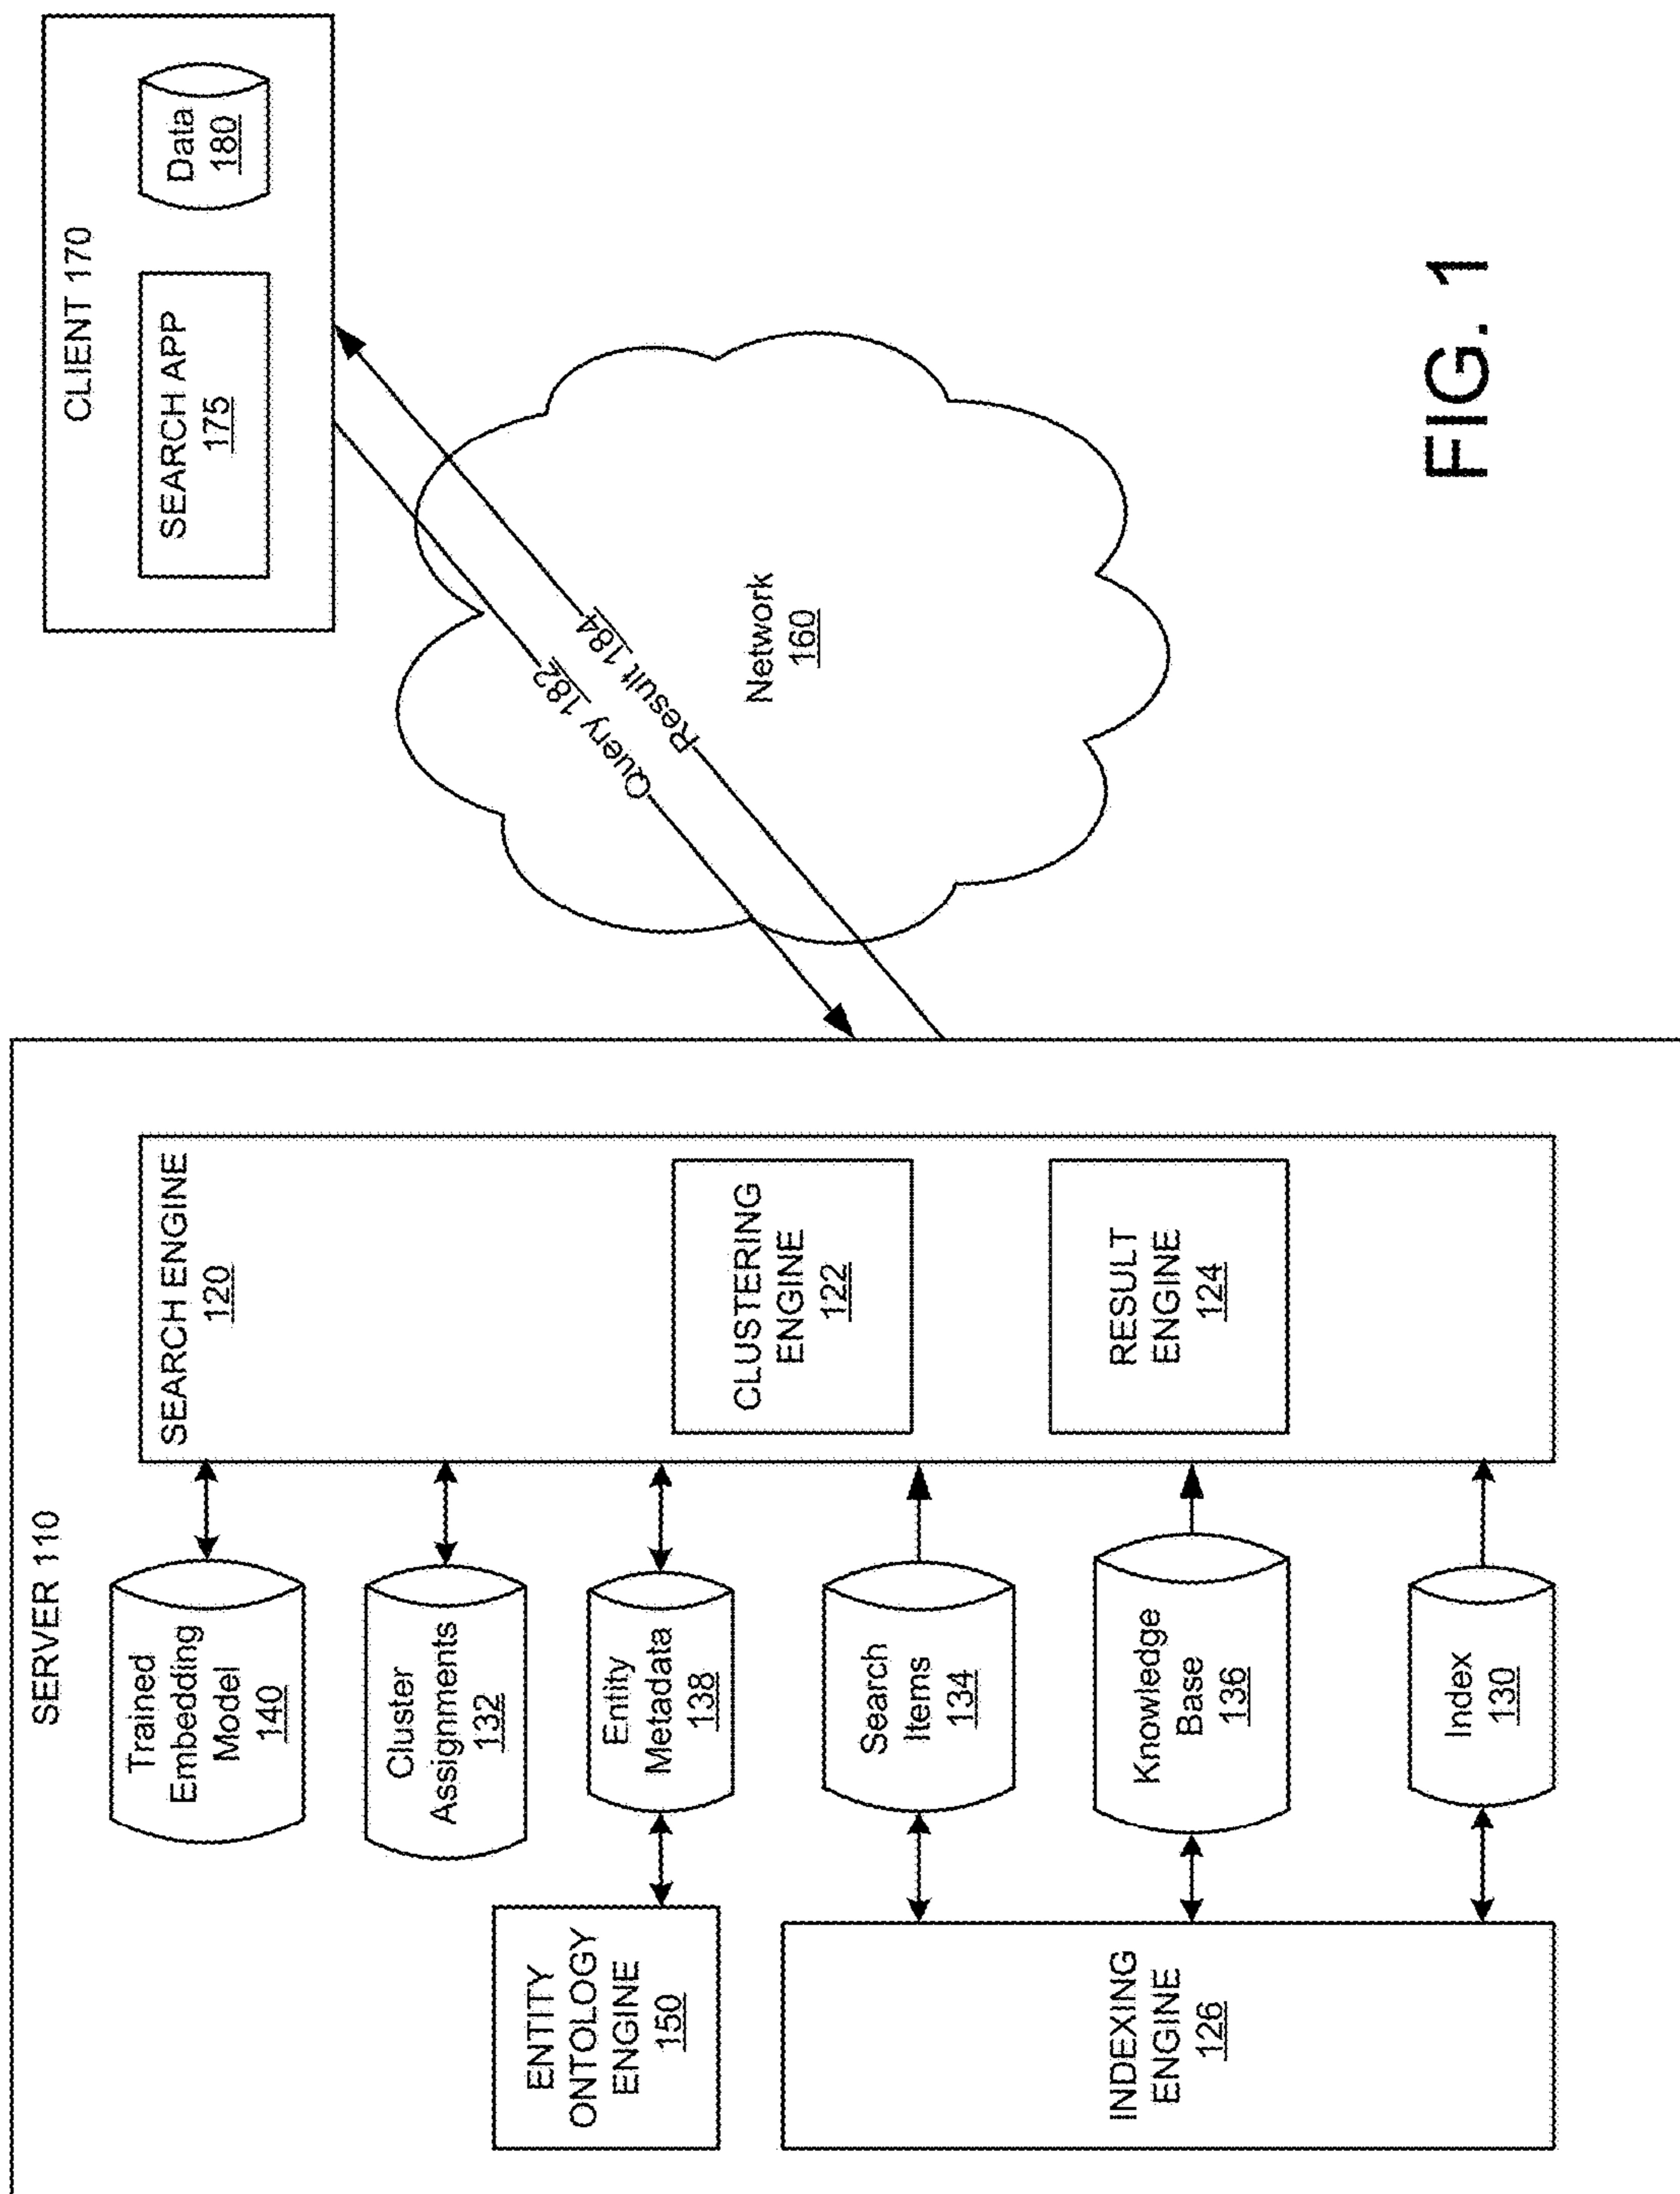 SERVER 110
Trained
Embedding
Model
140
Cluster
Assignments
132
ENTITY
ONTOLOGY
ENGINE
150
Entity
Metadata
138
Search
Items
134
Knowledge
Base
136
Index
130
INDEXING
ENGINE
126
SEARCH ENGINE
120
CLUSTERING
ENGINE
122
RESULT
ENGINE
124
CLIENT 170
SEARCH APP
175
Data
180
Query 182
Result 184
Network
160
FIG. 1